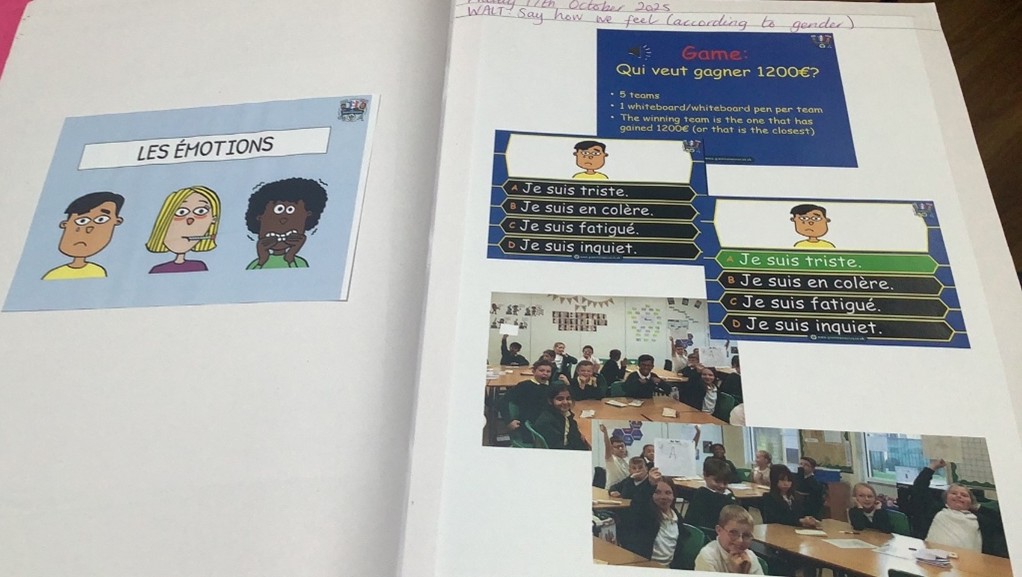 LES ÉMOTIONS
17th October 2025
WALT: Say how we feel (according to gender)
Game:
Qui veut gagner 1200€?
• 5 teams
• 1 whiteboard/whiteboard pen per team
• The winning team is the one that has
gained 1200€ (or that is the closest)
A Je suis triste.
B Je suis en colère.
C Je suis fatigué.
D Je suis inquiet.
A Je suis triste.
B Je suis en colère.
C Je suis fatigué.
D Je suis inquiet.